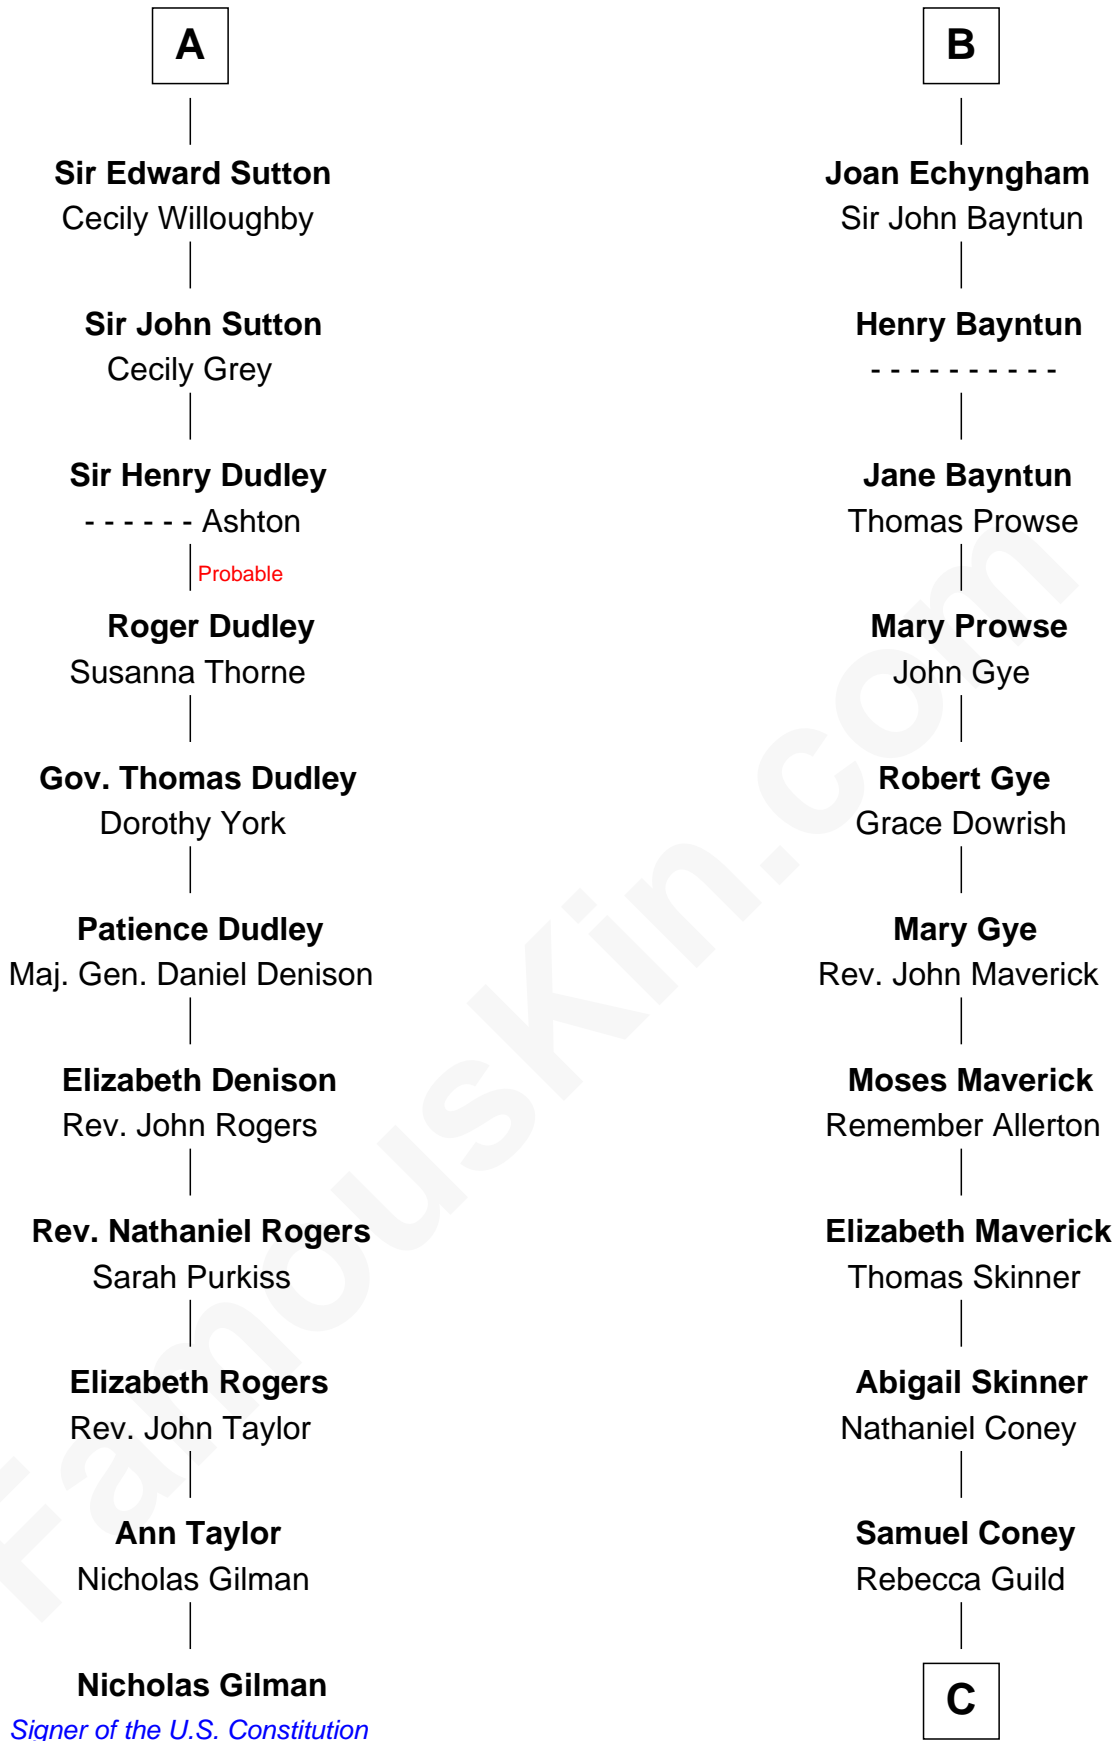 A
Sir Edward Sutton
Cecily Willoughby
Sir John Sutton
Cecily Grey
Sir Henry Dudley
- - - - - - Ashton
Probable
Roger Dudley
Susanna Thorne
Gov. Thomas Dudley
Dorothy York
Patience Dudley
Maj. Gen. Daniel Denison
Elizabeth Denison
Rev. John Rogers
Rev. Nathaniel Rogers
Sarah Purkiss
Elizabeth Rogers
Rev. John Taylor
Ann Taylor
Nicholas Gilman
Nicholas Gilman
Signer of the U.S. Constitution
B
Joan Echyngham
Sir John Bayntun
Henry Bayntun
- - - - - - - - - -
Jane Bayntun
Thomas Prowse
Mary Prowse
John Gye
Robert Gye
Grace Dowrish
Mary Gye
Rev. John Maverick
Moses Maverick
Remember Allerton
Elizabeth Maverick
Thomas Skinner
Abigail Skinner
Nathaniel Coney
Samuel Coney
Rebecca Guild
C
FamousKin.com